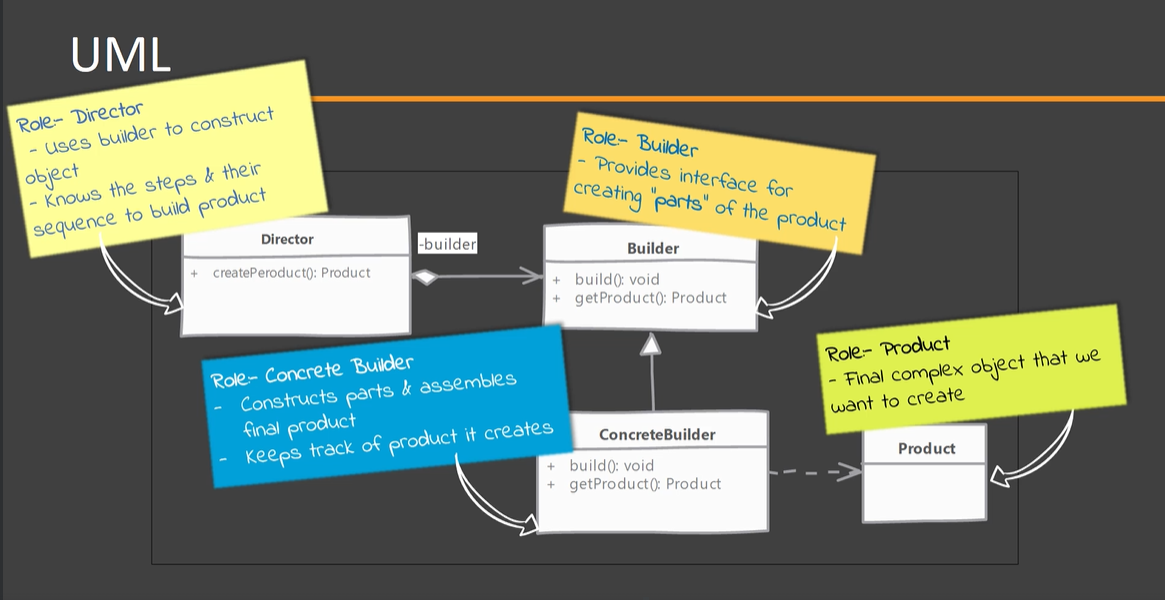 UML
Role:- Director
- Uses builder to construct
object
- Knows the steps & their
sequence to build product
Role:- Builder
- Provides interface for
creating "parts" of the product
Director
+ createPeroduct(): Product
-builder
Builder
+ build(): void
+ getProduct(): Product
Role:- Concrete Builder
- Constructs parts & assembles
final product
- Keeps track of product it creates
Role:- Product
- Final complex object that we
want to create
ConcreteBuilder
+ build(): void
+ getProduct(): Product
Product